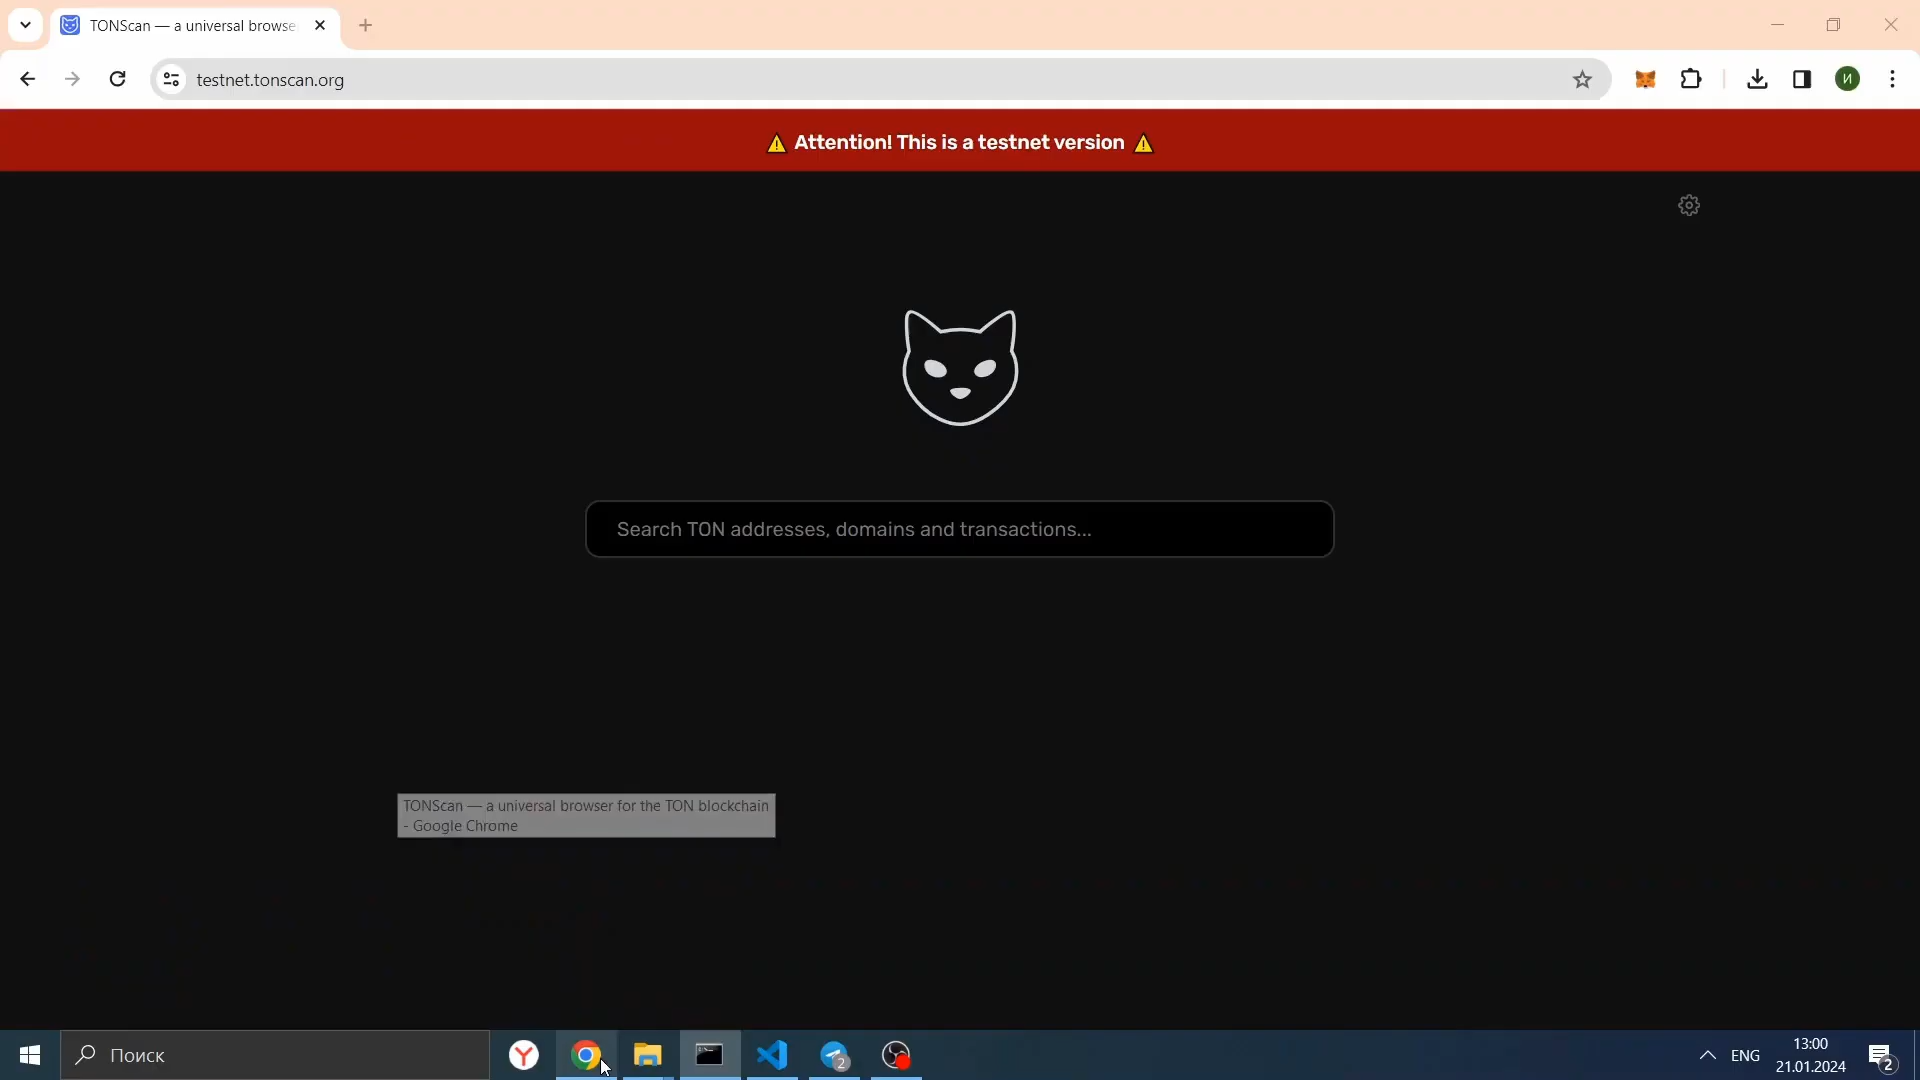 TONScan — a universal browse
testnet.tonscan.org
И
⚠ Attention! This is a testnet version ⚠
Search TON addresses, domains and transactions...
TONScan — a universal browser for the TON blockchain
- Google Chrome
Поиск
2
ENG
13:00
21.01.2024
2